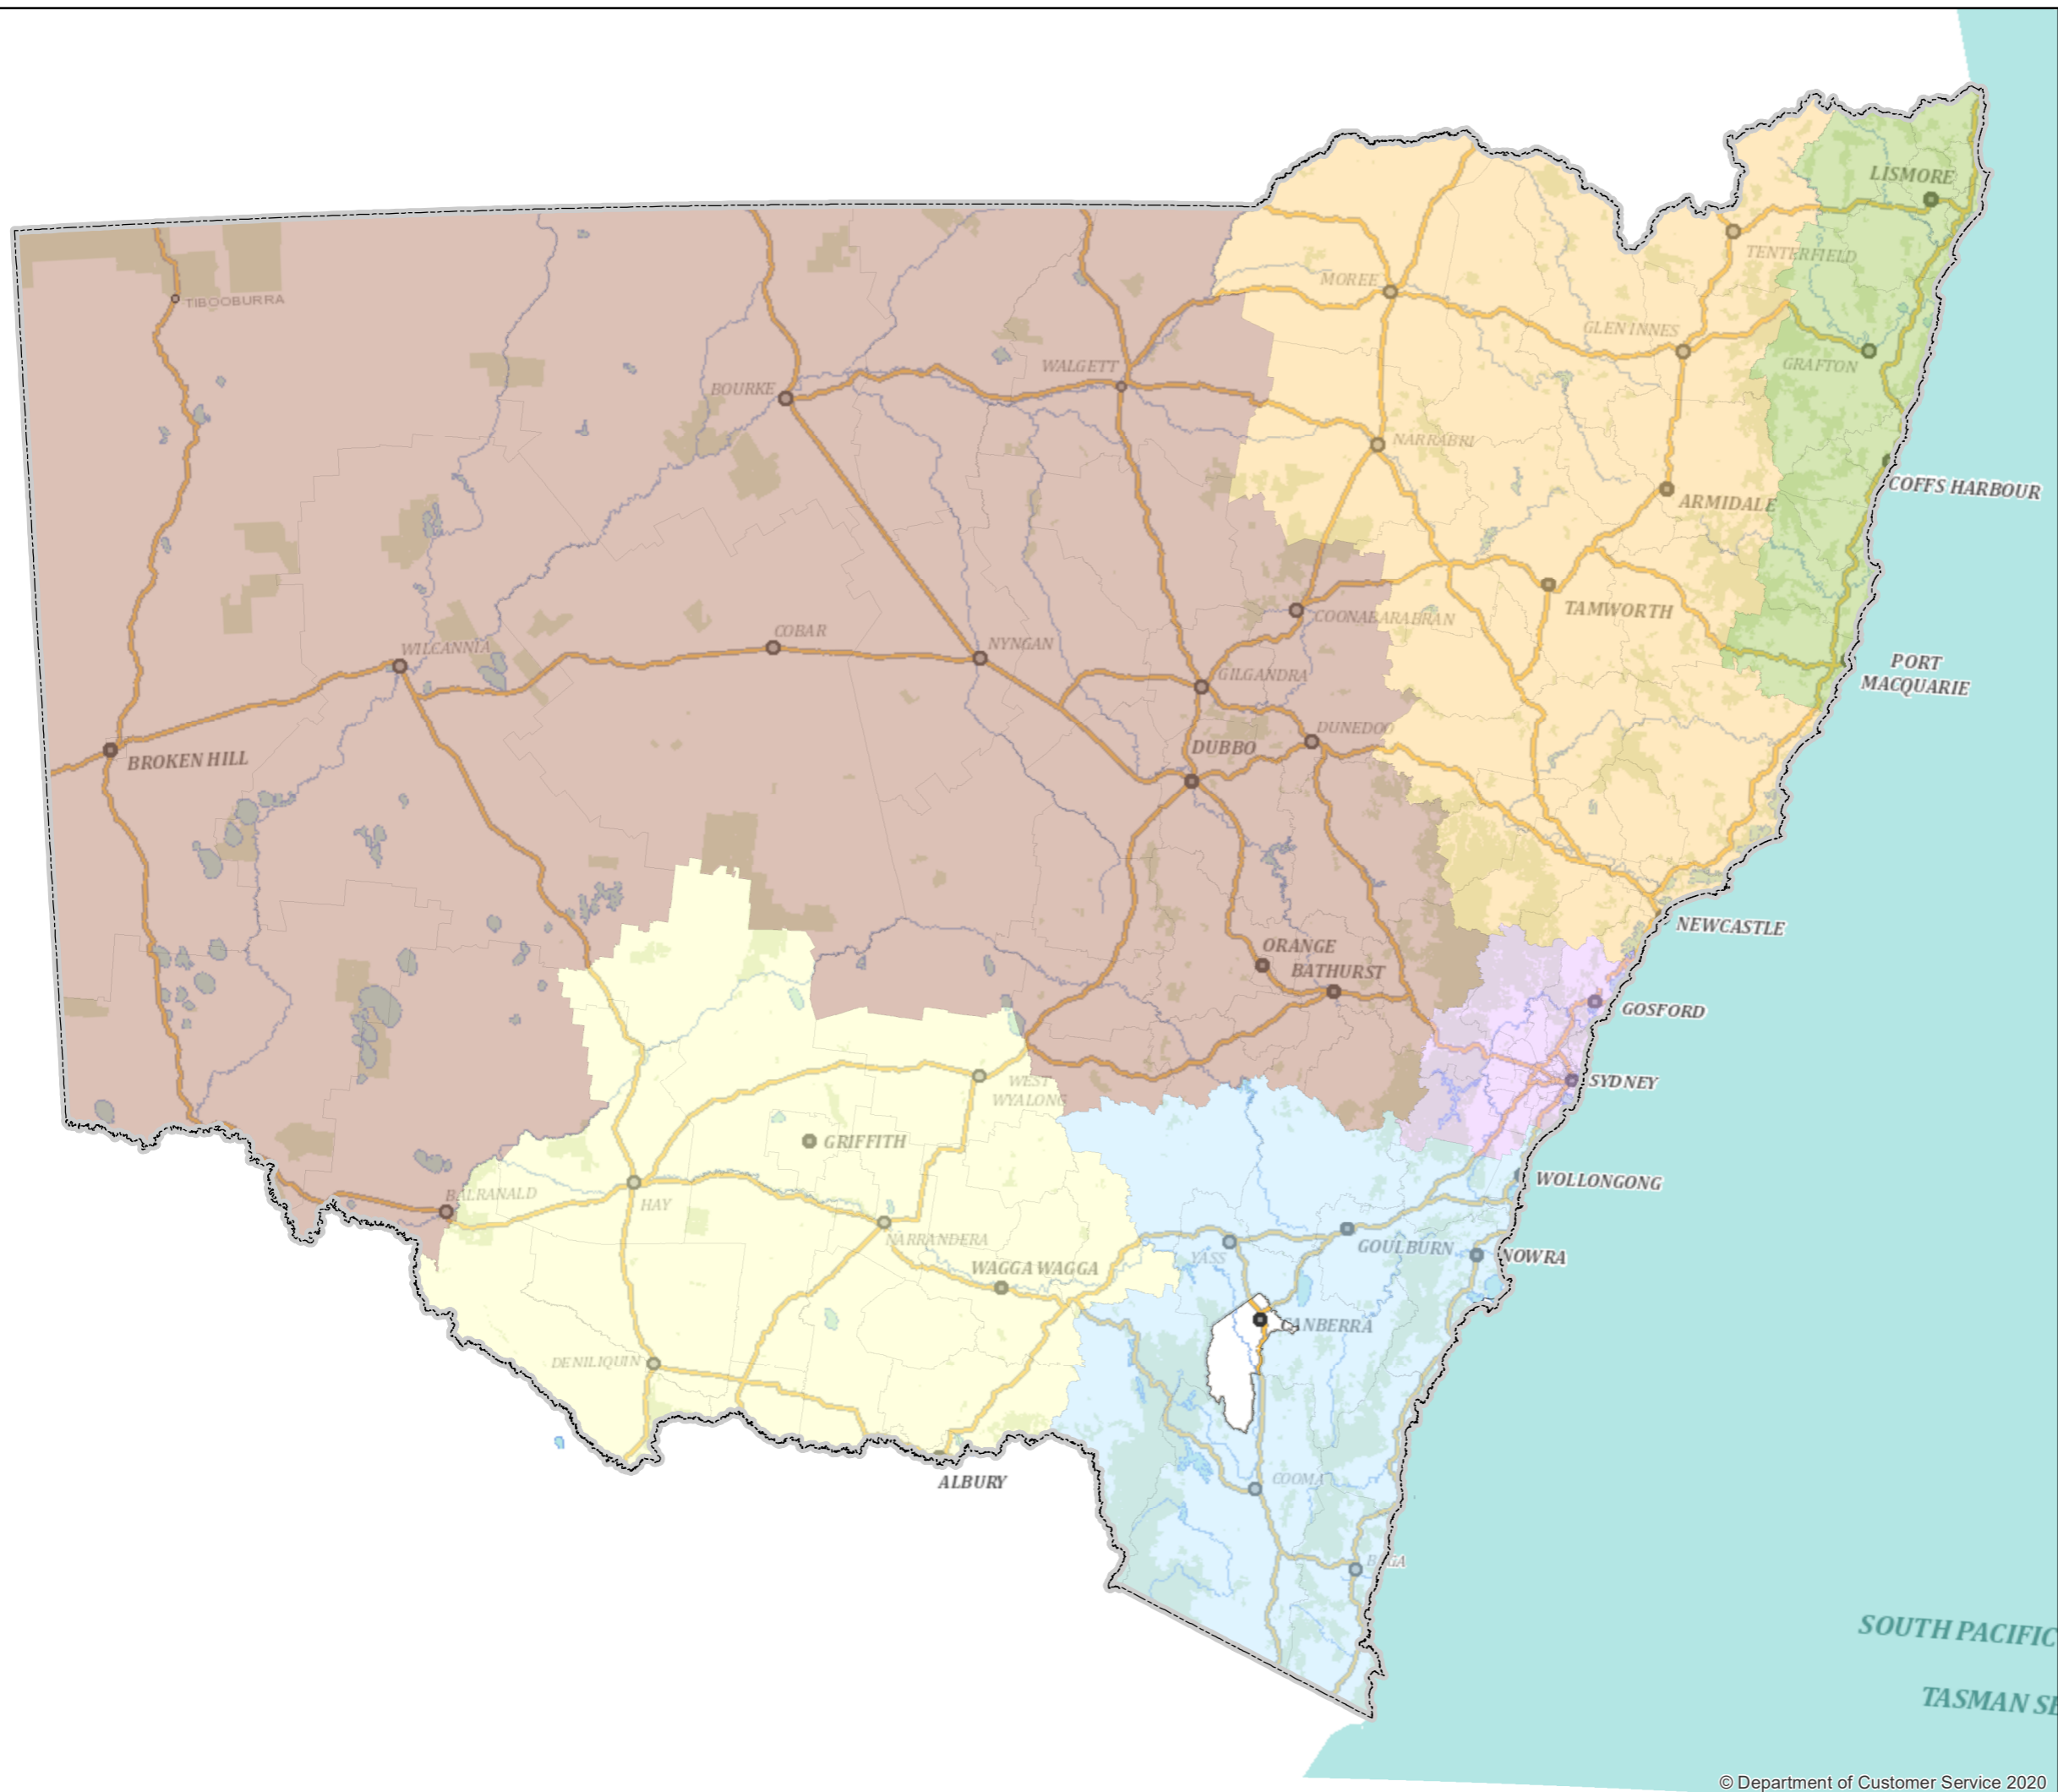 LISMORE
TENTERFIELD
MOREE
TIBOOBURRA
GLEN INNES
GRAFTON
WALGETT
BOURKE
NARRABRI
COFFS HARBOUR
ARMIDALE
TAMWORTH
COONABARABRAN
COBAR
NYNGAN
WILCANNIA
PORT
MACQUARIE
GILGANDRA
DUNEDOO
DUBBO
BROKEN HILL
NEWCASTLE
ORANGE
BATHURST
GOSFORD
SYDNEY
WEST
WYALONG
GRIFFITH
WOLLONGONG
BALRANALD
HAY
NARRANDERA
GOULBURN
YASS
NOWRA
WAGGA WAGGA
CANBERRA
DENILIQUIN
COOMA
ALBURY
BEGA
SOUTH PACIFIC
TASMAN SE
© Department of Customer Service 2020